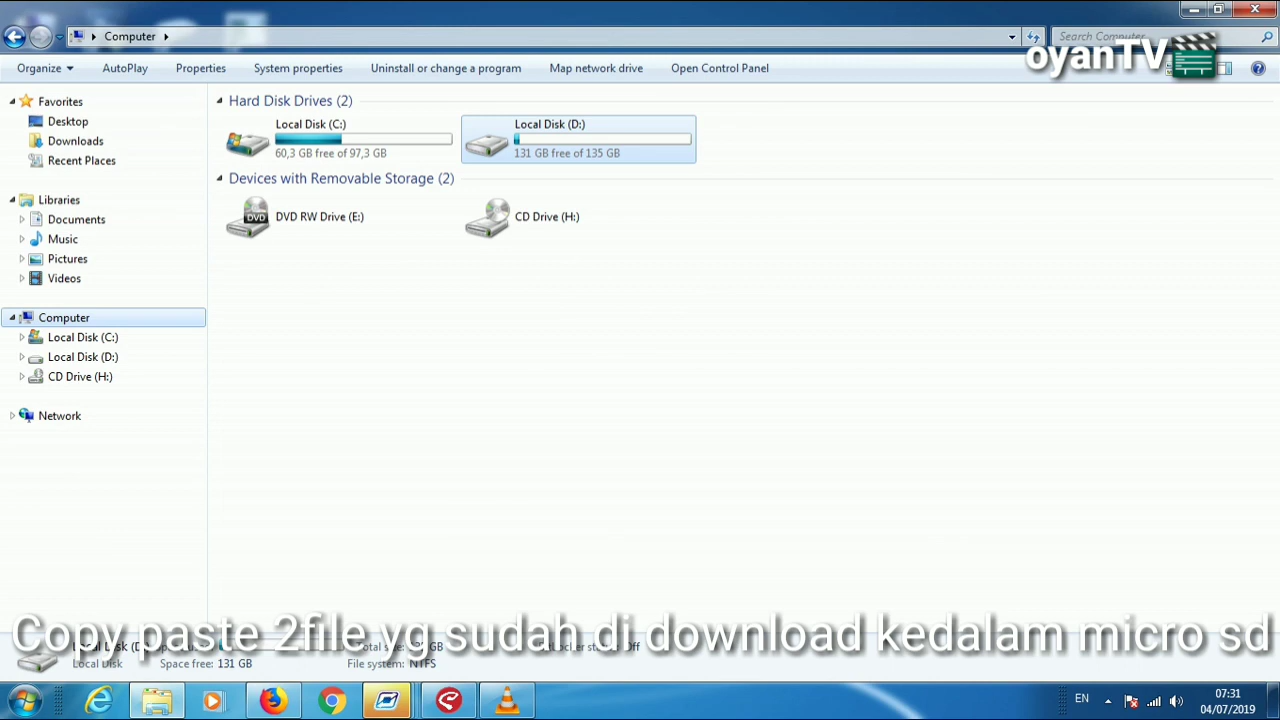 Computer
Search Computer
oyanTV
Organize
AutoPlay
Properties
System properties
Uninstall or change a program
Map network drive
Open Control Panel
Favorites
Desktop
Downloads
Recent Places
Libraries
Documents
Music
Pictures
Videos
Computer
Local Disk (C:)
Local Disk (D:)
CD Drive (H:)
Network
Hard Disk Drives (2)
Local Disk (C:)
60,3 GB free of 97,3 GB
Local Disk (D:)
131 GB free of 135 GB
Devices with Removable Storage (2)
DVD RW Drive (E:)
DVD
CD Drive (H:)
Copy paste 2file yg sudah di download kedalam micro sd
Local Disk
Space free: 131 GB
File system: NTFS
Off
EN
07:31
04/07/2019